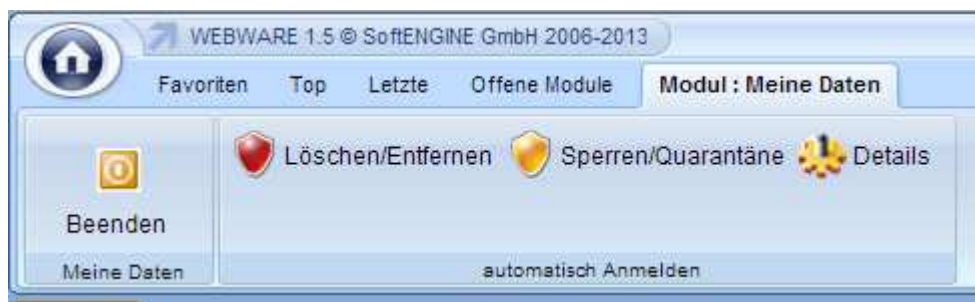 WEBWARE 1.5 © SoftENGINE GmbH 2006-2013
Favoriten Top Letzte Offene Module Modul : Meine Daten
Löschen/Entfernen Sperren/Quarantäne 1 Details
Beenden
Meine Daten automatisch Anmelden